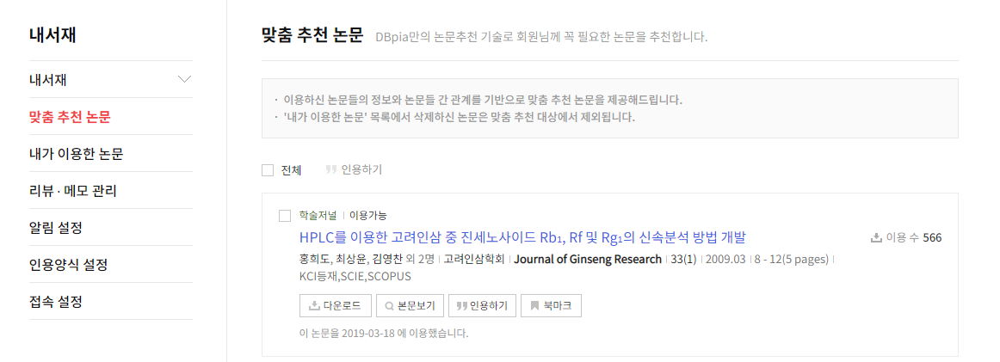 내서재
내서재
맞춤 추천 논문
내가 이용한 논문
리뷰 · 메모 관리
알림 설정
인용양식 설정
접속 설정
맞춤 추천 논문 DBpia만의 논문추천 기술로 회원님께 꼭 필요한 논문을 추천합니다.
· 이용하신 논문들의 정보와 논문들 간 관계를 기반으로 맞춤 추천 논문을 제공해드립니다.
· '내가 이용한 논문' 목록에서 삭제하신 논문은 맞춤 추천 대상에서 제외됩니다.
전체 인용하기
학술저널 | 이용가능
HPLC를 이용한 고려인삼 중 진세노사이드 Rb₁, Rf 및 Rg₁의 신속분석 방법 개발 이용 수 566
홍희도, 최상윤, 김영찬 외 2명 | 고려인삼학회 | Journal of Ginseng Research | 33(1) | 2009.03 | 8 - 12(5 pages) |
KCI등재,SCIE,SCOPUS
다운로드 본문보기 인용하기 북마크
이 논문을 2019-03-18 에 이용했습니다.